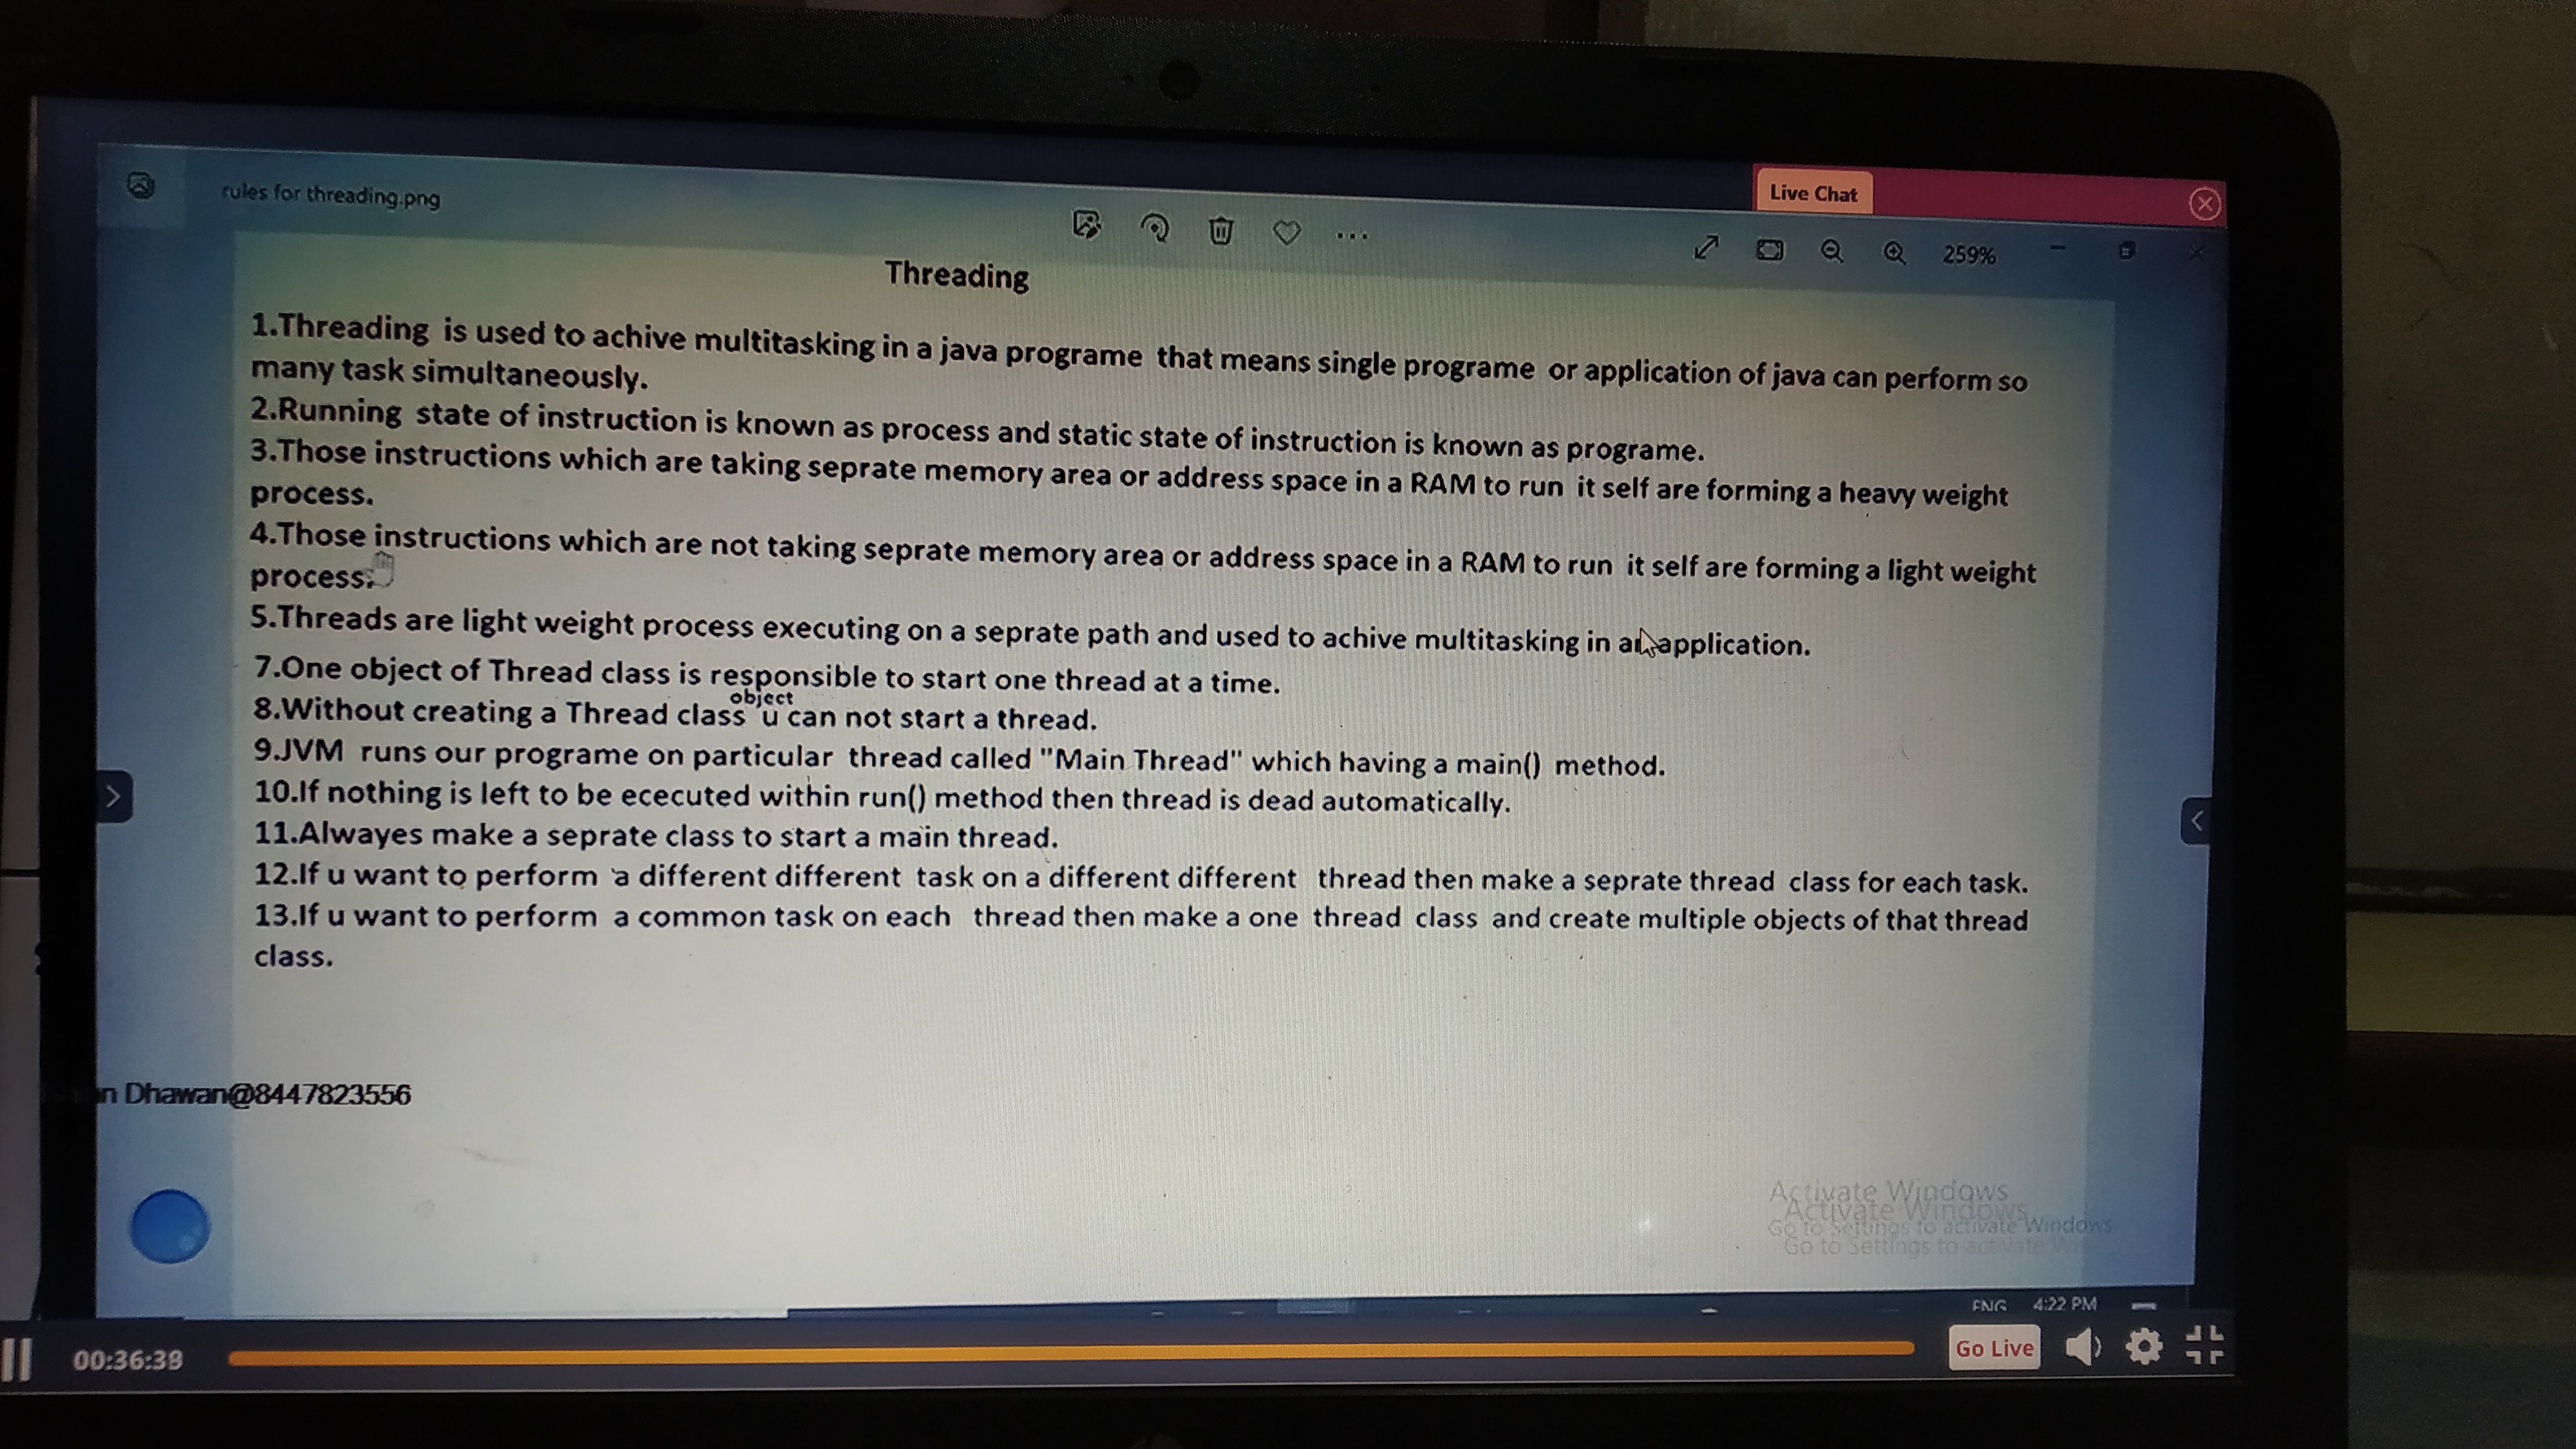 rules for threading.png
Live Chat
259%
Threading
1.Threading is used to achive multitasking in a java programe that means single programe or application of java can perform so
many task simultaneously.
2.Running state of instruction is known as process and static state of instruction is known as programe.
3.Those instructions which are taking seprate memory area or address space in a RAM to run it self are forming a heavy weight
process.
4.Those instructions which are not taking seprate memory area or address space in a RAM to run it self are forming a light weight
process.
5.Threads are light weight process executing on a seprate path and used to achive multitasking in an application.
7.One object of Thread class is responsible to start one thread at a time.
object
8.Without creating a Thread class u can not start a thread.
9.JVM runs our programe on particular thread called "Main Thread" which having a main() method.
10.If nothing is left to be ececuted within run() method then thread is dead automatically.
11.Alwayes make a seprate class to start a main thread.
12.If u want to perform a different different task on a different different thread then make a seprate thread class for each task.
13.If u want to perform a common task on each thread then make a one thread class and create multiple objects of that thread
class.
Dhawan@8447823556
Activate Windows
Activate Windows
Go to Settings to activate Windows
Go to Settings to activate
ENG 4:22 PM
00:36:38
Go Live